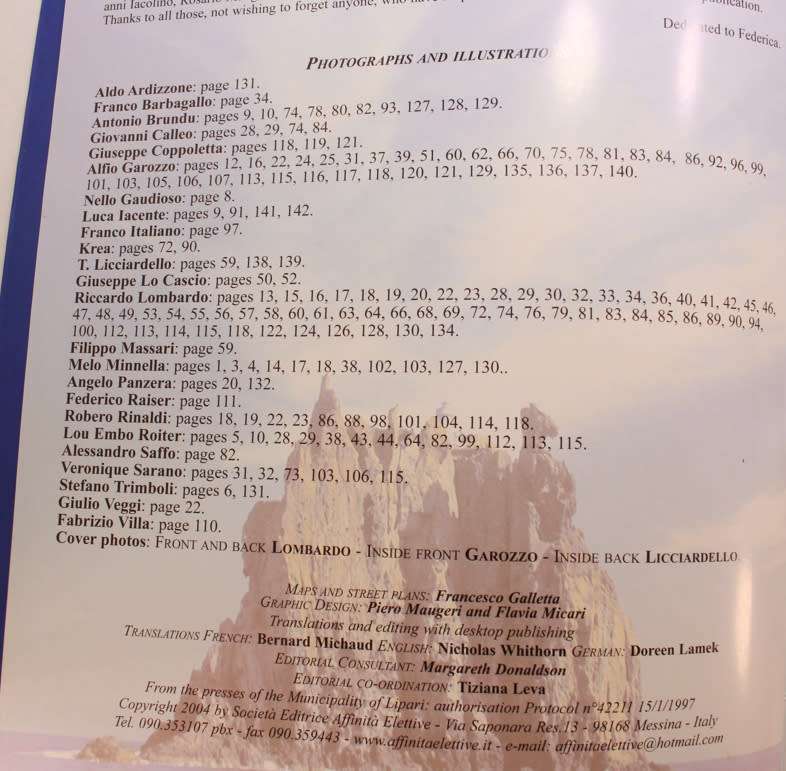 anni Iacolino,
Thanks to all those, not wishing to forget anyone,
Dedicated to Federica.
PHOTOGRAPHS AND ILLUSTRATIO
Aldo Ardizzone: page 131.
Franco Barbagallo: page 34.
Antonio Brundu: pages 9, 10, 74, 78, 80, 82, 93, 127, 128, 129.
Giovanni Calleo: pages 28, 29, 74, 84.
Giuseppe Coppoletta: pages 118, 119, 121.
Alfio Garozzo: pages 12, 16, 22, 24, 25, 31, 37, 39, 51, 60, 62, 66, 70, 75, 78, 81, 83, 84, 86, 92, 96, 99,
101, 103, 105, 106, 107, 113, 115, 116, 117, 118, 120, 121, 129, 135, 136, 137, 140.
Nello Gaudioso: page 8.
Luca Iacente: pages 9, 91, 141, 142.
Franco Italiano: page 97.
Krea: pages 72, 90.
T. Licciardello: pages 59, 138, 139.
Giuseppe Lo Cascio: pages 50, 52.
Riccardo Lombardo: pages 13, 15, 16, 17, 18, 19, 20, 22, 23, 28, 29, 30, 32, 33, 34, 36, 40, 41, 42, 45, 46,
47, 48, 49, 53, 54, 55, 56, 57, 58, 60, 61, 63, 64, 66, 68, 69, 72, 74, 76, 79, 81, 83, 84, 85, 86, 89, 90, 94,
100, 112, 113, 114, 115, 118, 122, 124, 126, 128, 130, 134.
Filippo Massari: page 59.
Melo Minnella: pages 1, 3, 4, 14, 17, 18, 38, 102, 103, 127, 130..
Angelo Panzera: pages 20, 132.
Federico Raiser: page 111.
Robero Rinaldi: pages 18, 19, 22, 23, 86, 88, 98, 101, 104, 114, 118.
Lou Embo Roiter: pages 5, 10, 28, 29, 38, 43, 44, 64, 82, 99, 112, 113, 115.
Alessandro Saffo: page 82.
Veronique Sarano: pages 31, 32, 73, 103, 106, 115.
Stefano Trimboli: pages 6, 131.
Giulio Veggi: page 22.
Fabrizio Villa: page 110.
Cover photos: FRONT AND BACK LOMBARDO - INSIDE FRONT GAROZZO - INSIDE BACK LICCIARDELLO
MAPS AND STREET PLANS: Francesco Galletta
GRAPHIC DESIGN: Piero Maugeri and Flavia Micari
Translations and editing with desktop publishing
TRANSLATIONS FRENCH: Bernard Michaud ENGLISH: Nicholas Whithorn GERMAN: Doreen Lamek
EDITORIAL CONSULTANT: Margareth Donaldson
EDITORIAL CO-ORDINATION: Tiziana Leva
From the presses of the Municipality of Lipari: authorisation Protocol n°42211 15/1/1997
Copyright 2004 by Società Editrice Affinità Elettive - Via Saponara Res.13 - 98168 Messina - Italy
Tel. 090.353107 pbx - fax 090.359443 - www.affinitaelettive.it - e-mail: affinitaelettive@hotmail.com